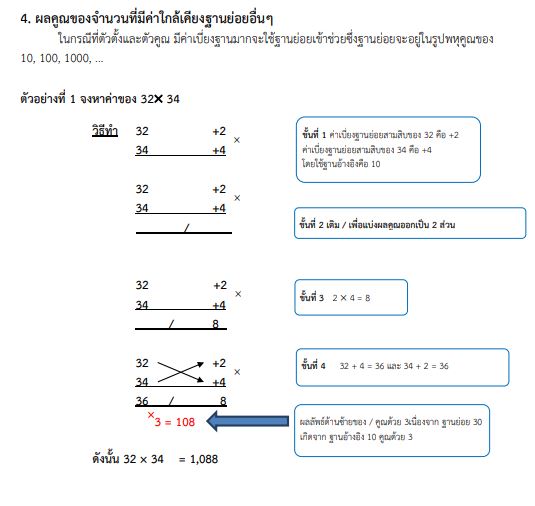 4. ผลคูณของจำนวนที่มีค่าใกล้เคียงฐานย่อยอื่นๆ
ในกรณีที่ตัวตั้งและตัวคูณ มีค่าเบี่ยงฐานมากจะใช้ฐานย่อยเข้าช่วยซึ่งฐานย่อยจะอยู่ในรูปพหุคูณของ
10, 100, 1000, ...
ตัวอย่างที่ 1 จงหาค่าของ 32× 34
วิธีทำ 32 +2
34 +4 ×
ขั้นที่ 1 ค่าเบี่ยงฐานย่อยสามสิบของ 32 คือ +2
ค่าเบี่ยงฐานย่อยสามสิบของ 34 คือ +4
โดยใช้ฐานอ้างอิงคือ 10
32 +2
34 +4 ×
/
ขั้นที่ 2 เติม / เพื่อแบ่งผลคูณออกเป็น 2 ส่วน
32 +2
34 +4 ×
/ 8
ขั้นที่ 3 2 × 4 = 8
32 +2
34 +4 ×
36 / 8
ขั้นที่ 4 32 + 4 = 36 และ 34 + 2 = 36
×3 = 108
ผลลัพธ์ด้านซ้ายของ / คูณด้วย 3เนื่องจาก ฐานย่อย 30
เกิดจาก ฐานอ้างอิง 10 คูณด้วย 3
ดังนั้น 32 × 34 = 1,088